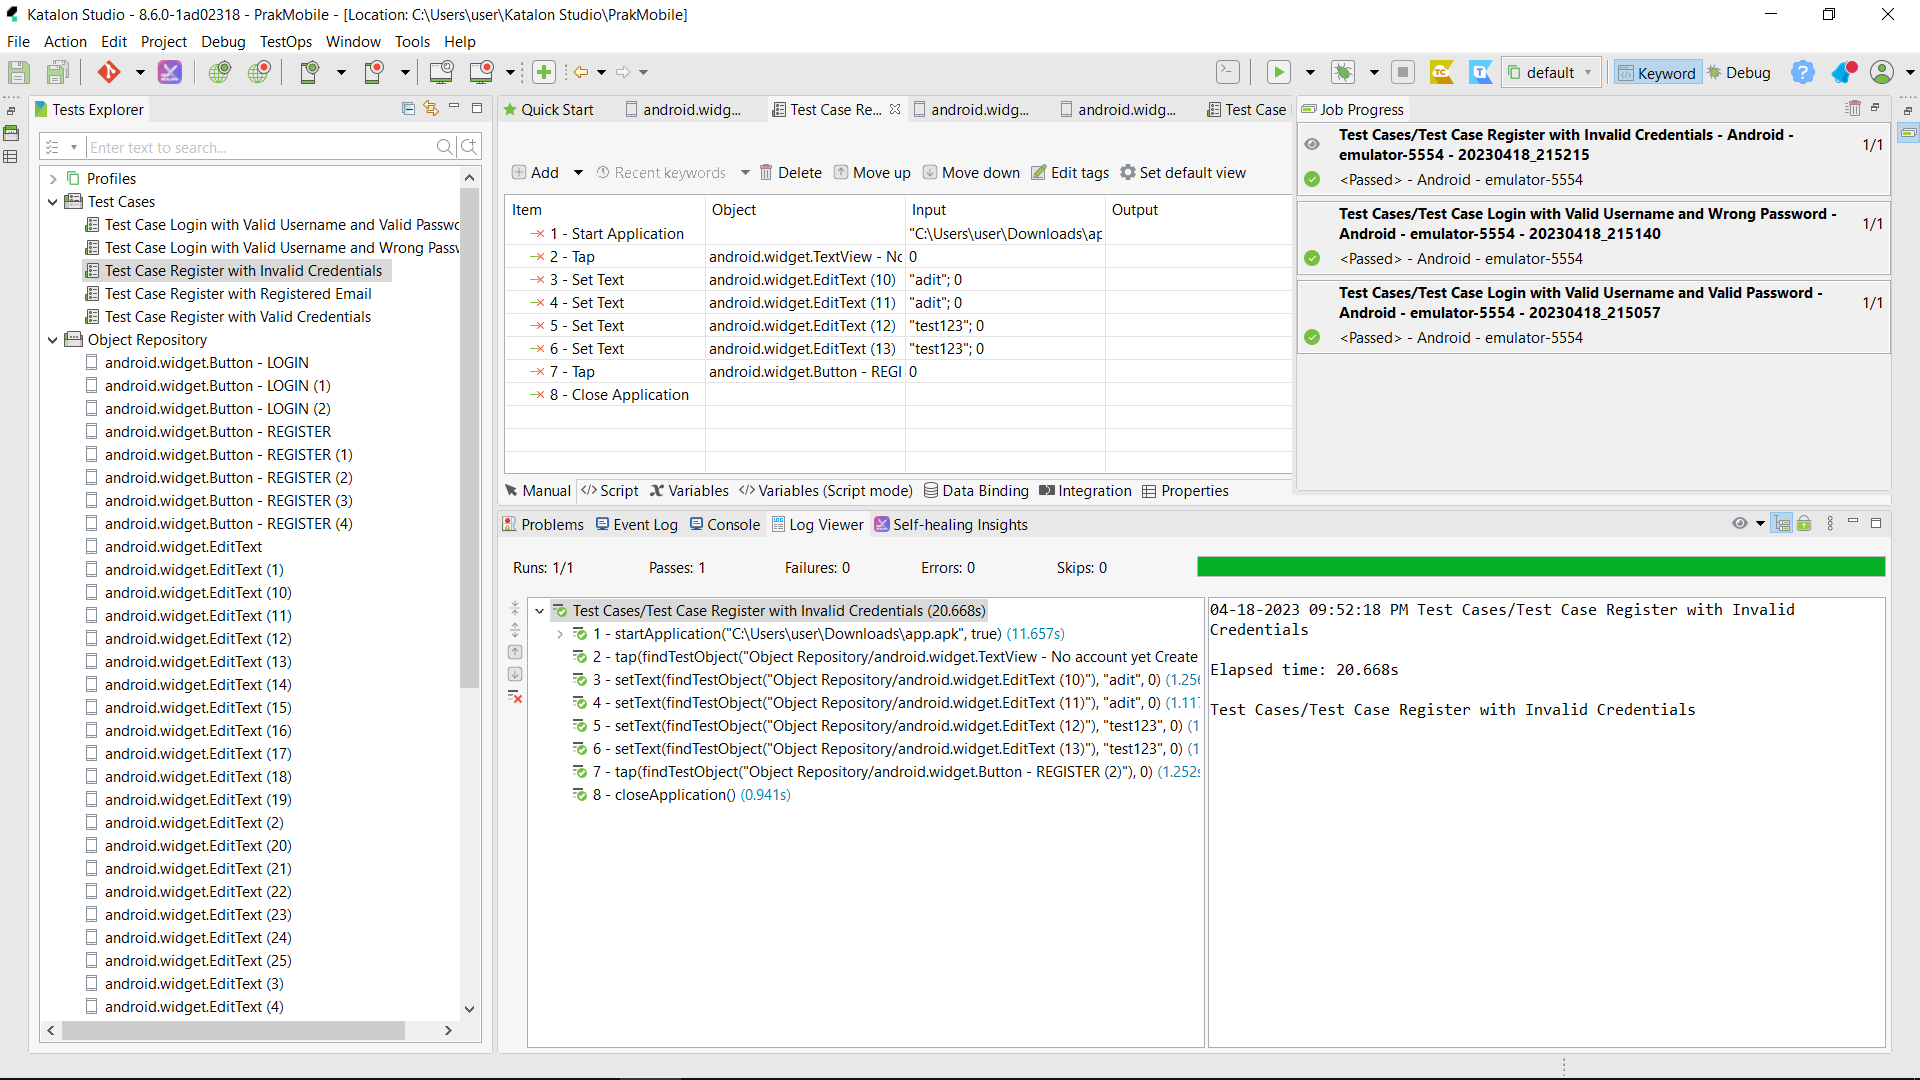 Katalon Studio - 8.6.0-1ad02318 - PrakMobile - [Location: C:\Users\user\Katalon Studio\PrakMobile]
File Action Edit Project Debug TestOps Window Tools Help
default Keyword Debug
Tests Explorer
Enter text to search...
Profiles
Test Cases
Test Case Login with Valid Username and Valid Passwo
Test Case Login with Valid Username and Wrong Passw
Test Case Register with Invalid Credentials
Test Case Register with Registered Email
Test Case Register with Valid Credentials
Object Repository
android.widget.Button - LOGIN
android.widget.Button - LOGIN (1)
android.widget.Button - LOGIN (2)
android.widget.Button - REGISTER
android.widget.Button - REGISTER (1)
android.widget.Button - REGISTER (2)
android.widget.Button - REGISTER (3)
android.widget.Button - REGISTER (4)
android.widget.EditText
android.widget.EditText (1)
android.widget.EditText (10)
android.widget.EditText (11)
android.widget.EditText (12)
android.widget.EditText (13)
android.widget.EditText (14)
android.widget.EditText (15)
android.widget.EditText (16)
android.widget.EditText (17)
android.widget.EditText (18)
android.widget.EditText (19)
android.widget.EditText (2)
android.widget.EditText (20)
android.widget.EditText (21)
android.widget.EditText (22)
android.widget.EditText (23)
android.widget.EditText (24)
android.widget.EditText (25)
android.widget.EditText (3)
android.widget.EditText (4)
Quick Start android.widg... Test Case Re... android.widg... android.widg... Test Case
Add Recent keywords Delete Move up Move down Edit tags Set default view
Item Object Input Output
1 - Start Application "C:\Users\user\Downloads\ap
2 - Tap android.widget.TextView - No 0
3 - Set Text android.widget.EditText (10) "adit"; 0
4 - Set Text android.widget.EditText (11) "adit"; 0
5 - Set Text android.widget.EditText (12) "test123"; 0
6 - Set Text android.widget.EditText (13) "test123"; 0
7 - Tap android.widget.Button - REGI 0
8 - Close Application
Manual Script Variables Variables (Script mode) Data Binding Integration Properties
Job Progress
Test Cases/Test Case Register with Invalid Credentials - Android -
emulator-5554 - 20230418_215215 1/1
<Passed> - Android - emulator-5554
Test Cases/Test Case Login with Valid Username and Wrong Password -
Android - emulator-5554 - 20230418_215140 1/1
<Passed> - Android - emulator-5554
Test Cases/Test Case Login with Valid Username and Valid Password -
Android - emulator-5554 - 20230418_215057 1/1
<Passed> - Android - emulator-5554
Problems Event Log Console Log Viewer Self-healing Insights
Runs: 1/1 Passes: 1 Failures: 0 Errors: 0 Skips: 0
Test Cases/Test Case Register with Invalid Credentials (20.668s)
1 - startApplication("C:\Users\user\Downloads\app.apk", true) (11.657s)
2 - tap(findTestObject("Object Repository/android.widget.TextView - No account yet Create
3 - setText(findTestObject("Object Repository/android.widget.EditText (10)"), "adit", 0) (1.256
4 - setText(findTestObject("Object Repository/android.widget.EditText (11)"), "adit", 0) (1.117
5 - setText(findTestObject("Object Repository/android.widget.EditText (12)"), "test123", 0) (1
6 - setText(findTestObject("Object Repository/android.widget.EditText (13)"), "test123", 0) (1
7 - tap(findTestObject("Object Repository/android.widget.Button - REGISTER (2)"), 0) (1.252s
8 - closeApplication() (0.941s)
04-18-2023 09:52:18 PM Test Cases/Test Case Register with Invalid
Credentials
Elapsed time: 20.668s
Test Cases/Test Case Register with Invalid Credentials